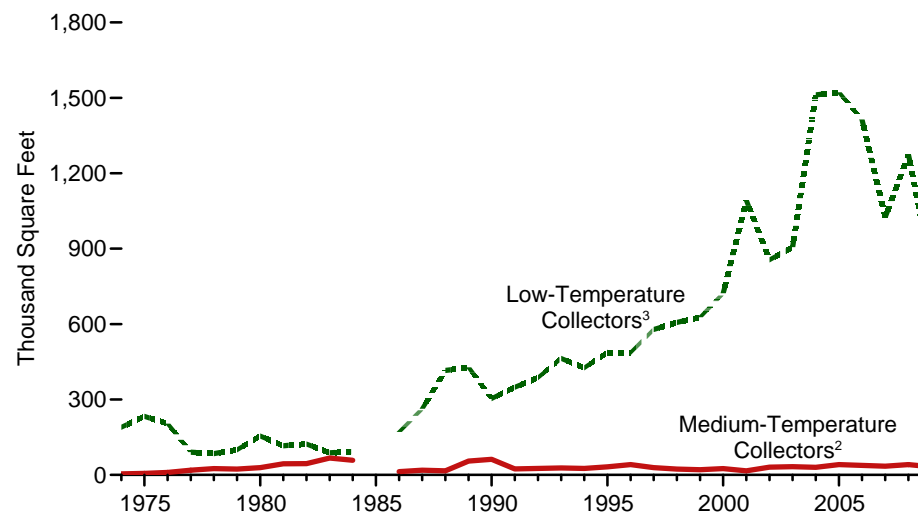 1,800
1,500
1,200
900
600
300
0
Thousand Square Feet
Low-Temperature
Collectors³
Medium-Temperature
Collectors²
1975 1980 1985 1990 1995 2000 2005